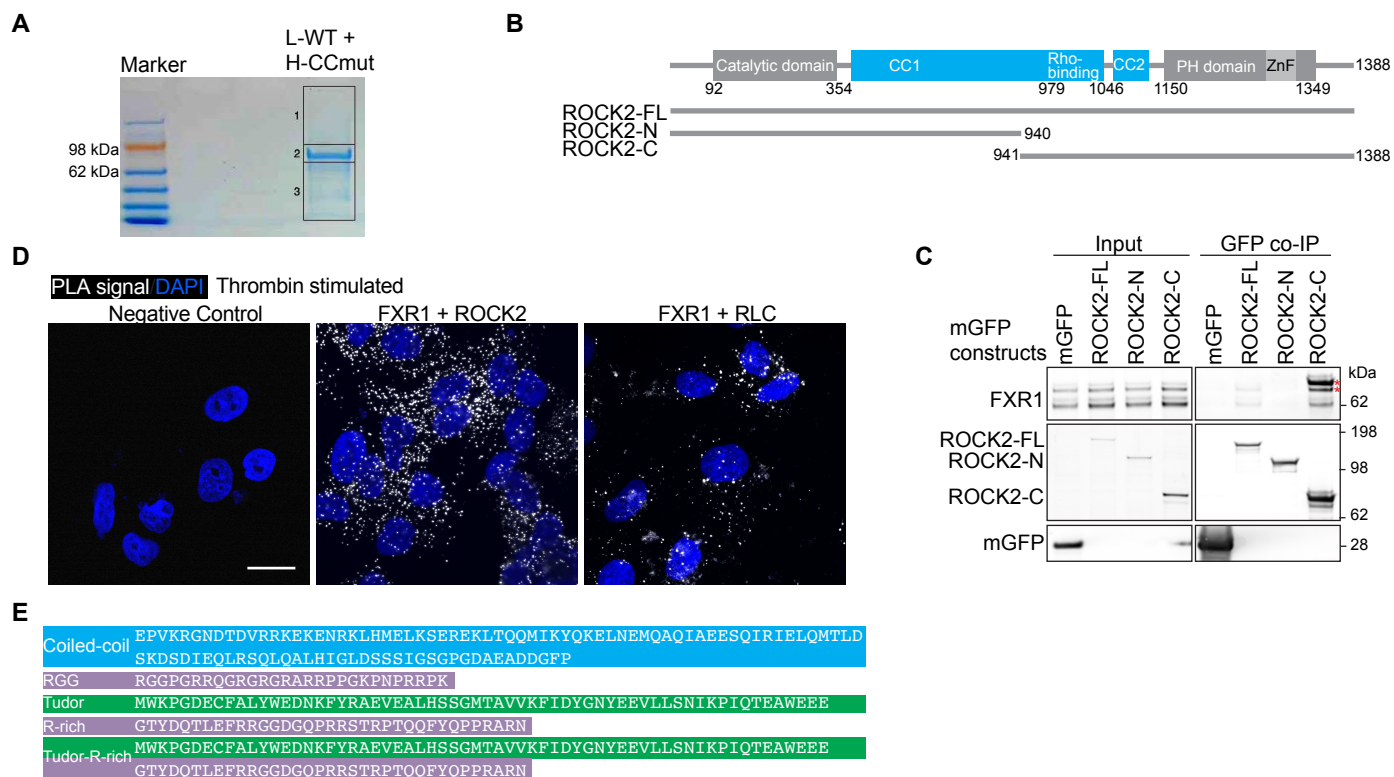 A
L-WT +
H-CCmut
Marker
1
98 kDa
2
62 kDa
3
B
Catalytic domain
CC1
Rho-
binding
CC2
PH domain
ZnF
1388
92
354
979
1046
1150
1349
ROCK2-FL
ROCK2-N
940
ROCK2-C
941
1388
C
Input
GFP co-IP
mGFP
constructs
mGFP
ROCK2-FL
ROCK2-N
ROCK2-C
mGFP
ROCK2-FL
ROCK2-N
ROCK2-C
kDa
FXR1
*
*
62
ROCK2-FL
198
ROCK2-N
98
ROCK2-C
62
mGFP
28
D
PLA signal/DAPI Thrombin stimulated
Negative Control
FXR1 + ROCK2
FXR1 + RLC
E
Coiled-coil
EPVKRGNDTDVRRKEKENRKLHMELKSEREKLTQQMIKYQKELNEMQAQIAEESQIRIELQMTLD
SKDSDIEQLRSQLQALHIGLDSSSIGSGPGDAEADDGFP
RGG RGGPGRRQGRGRGRARRPPGKPNPRRPK
Tudor MWKPGDECFALYWEDNKFYRAEVEALHSSGMTAVVKFIDYGNYEEVLLSNIKPIQTEAWEEE
R-rich GTYDQTLEFRRGGDGQPRRSTRPTQQFYQPPRARN
Tudor-R-rich
MWKPGDECFALYWEDNKFYRAEVEALHSSGMTAVVKFIDYGNYEEVLLSNIKPIQTEAWEEE
GTYDQTLEFRRGGDGQPRRSTRPTQQFYQPPRARN